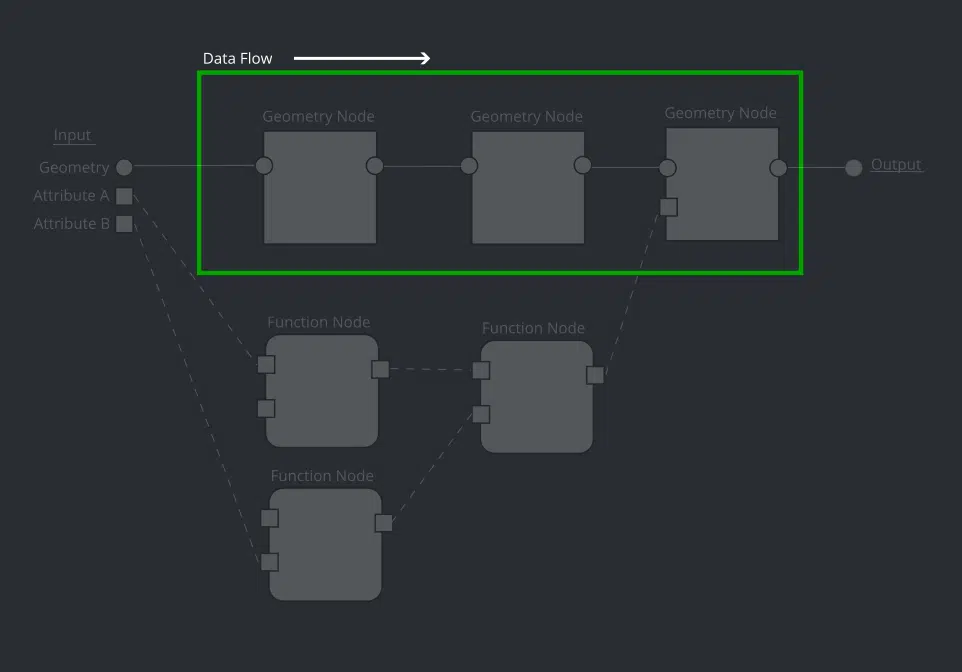 Data Flow
Geometry Node
Geometry Node
Geometry Node
Input
Geometry
Output
Attribute A
Attribute B
Function Node
Function Node
Function Node